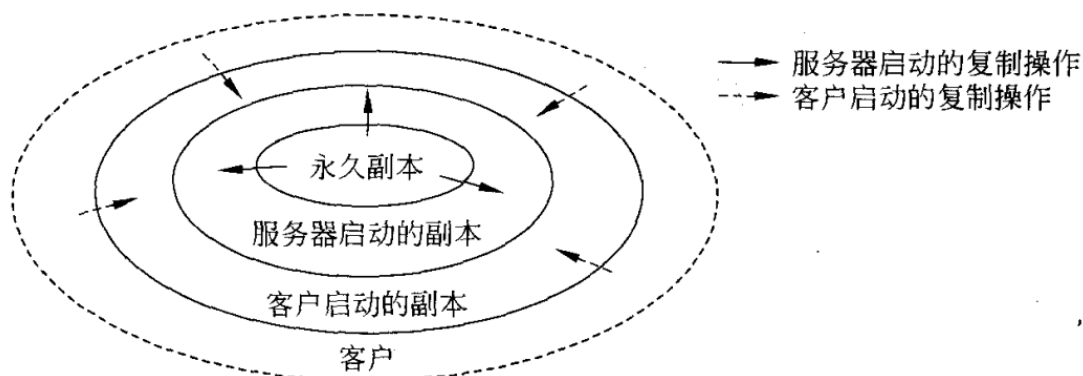 服务器启动的复制操作
客户启动的复制操作
永久副本
服务器启动的副本
客户启动的副本
客户